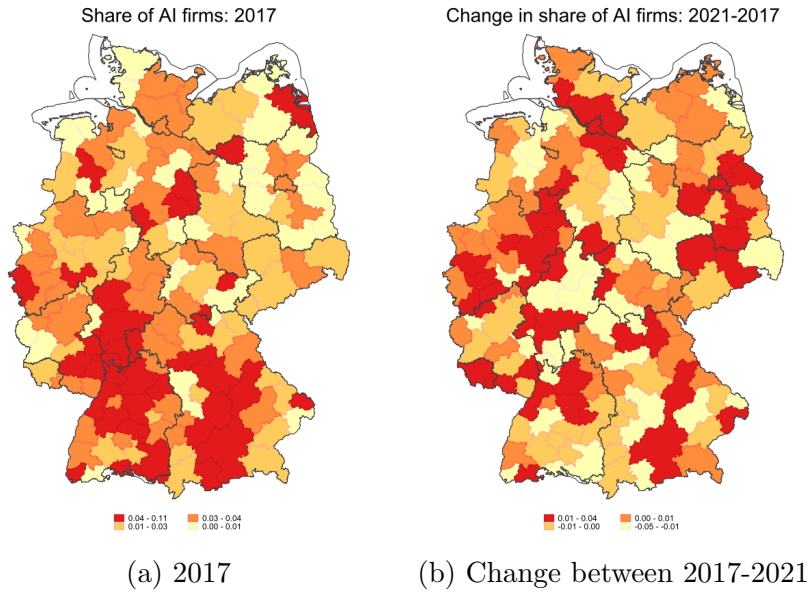 Share of AI firms: 2017
Change in share of AI firms: 2021-2017
0.04 - 0.11 0.03 - 0.04
0.01 - 0.03 0.00 - 0.01
0.01 - 0.04 0.00 - 0.01
-0.01 - 0.00 -0.05 - -0.01
(a) 2017
(b) Change between 2017-2021